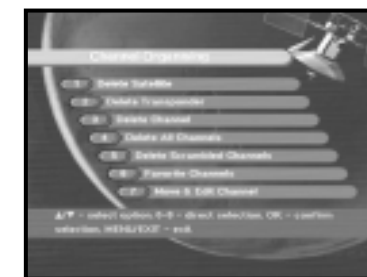 Channel Organising
1 Delete Satellite
2 Delete Transponder
3 Delete Channel
4 Delete All Channels
5 Delete Scrambled Channels
6 Favorite Channels
7 Move & Edit Channel
▲/▼ - select option, 0-8 - direct selection, OK - confirm
selection, MENU/EXIT - exit.